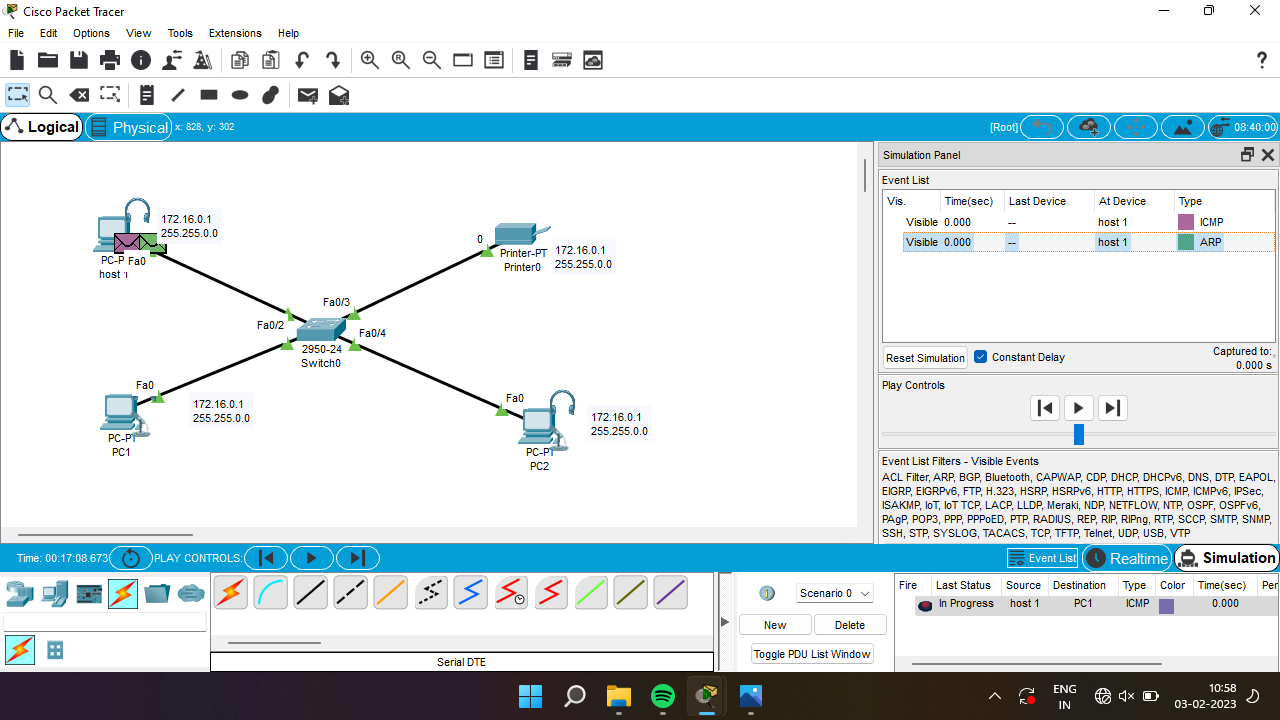 Cisco Packet Tracer
File Edit Options View Tools Extensions Help
?
Logical Physical x: 828, y: 302 [Root] 08:40:00
172.16.0.1
255.255.0.0
PC-P Fa0
host 1
0
Printer-PT
Printer0
172.16.0.1
255.255.0.0
Fa0/3
Fa0/2
Fa0/4
2950-24
Switch0
Fa0
172.16.0.1
255.255.0.0
PC-PT
PC1
Fa0
172.16.0.1
255.255.0.0
PC-PT
PC2
Simulation Panel
Event List
Vis. Time(sec) Last Device At Device Type
Visible 0.000 -- host 1 ICMP
Visible 0.000 -- host 1 ARP
Reset Simulation Constant Delay Captured to:
0.000 s
Play Controls
Event List Filters - Visible Events
ACL Filter, ARP, BGP, Bluetooth, CAPWAP, CDP, DHCP, DHCPv6, DNS, DTP, EAPOL,
EIGRP, EIGRPv6, FTP, H.323, HSRP, HSRPv6, HTTP, HTTPS, ICMP, ICMPv6, IPSec,
ISAKMP, IoT, IoT TCP, LACP, LLDP, Meraki, NDP, NETFLOW, NTP, OSPF, OSPFv6,
PAgP, POP3, PPP, PPPoED, PTP, RADIUS, REP, RIP, RIPng, RTP, SCCP, SMTP, SNMP,
SSH, STP, SYSLOG, TACACS, TCP, TFTP, Telnet, UDP, USB, VTP
Time: 00:17:08.673 PLAY CONTROLS: Event List Realtime Simulation
Serial DTE
Scenario 0
New Delete
Toggle PDU List Window
Fire Last Status Source Destination Type Color Time(sec) Per
In Progress host 1 PC1 ICMP 0.000
ENG
IN
10:58
03-02-2023